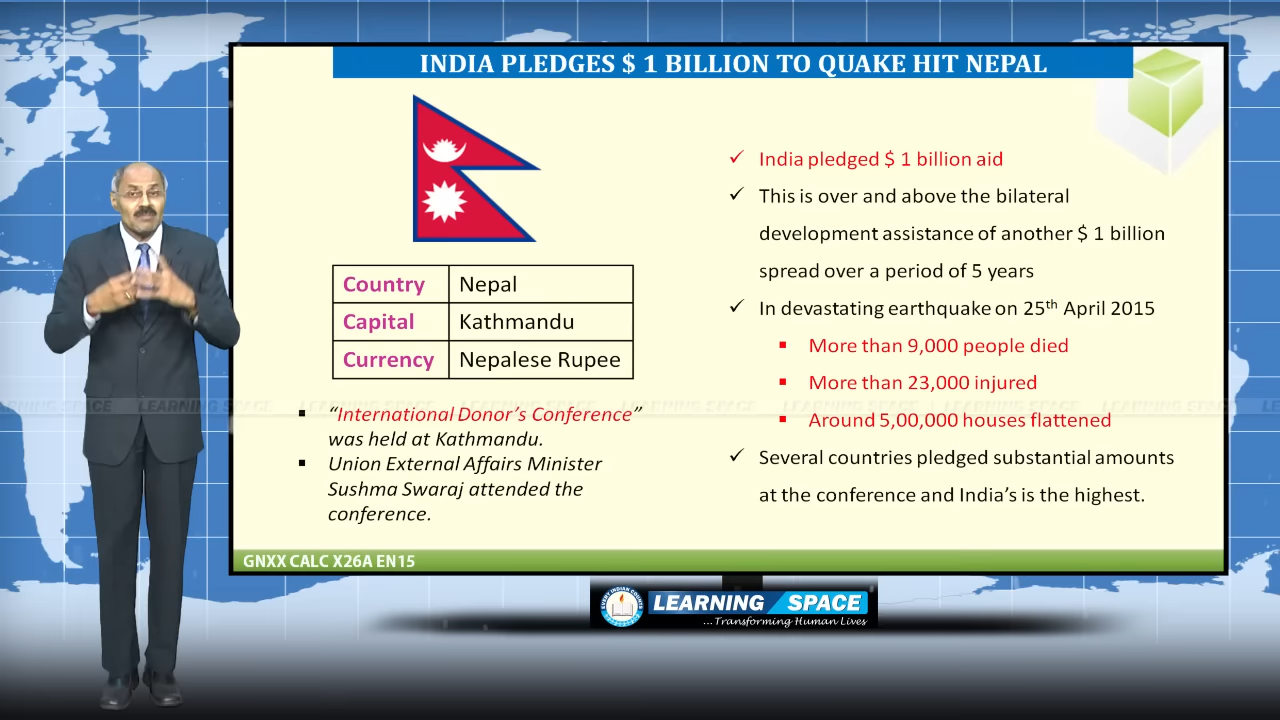 INDIA PLEDGES $ 1 BILLION TO QUAKE HIT NEPAL
Country Nepal
Capital Kathmandu
Currency Nepalese Rupee
▪ “International Donor’s Conference”
was held at Kathmandu.
▪ Union External Affairs Minister
Sushma Swaraj attended the
conference.
✓ India pledged $ 1 billion aid
✓ This is over and above the bilateral
development assistance of another $ 1 billion
spread over a period of 5 years
✓ In devastating earthquake on 25th April 2015
▪ More than 9,000 people died
▪ More than 23,000 injured
▪ Around 5,00,000 houses flattened
✓ Several countries pledged substantial amounts
at the conference and India’s is the highest.
LEARNING SPACE LEARNING SPACE
GNXX CALC X26A EN15
LEARNING SPACE
...Transforming Human Lives